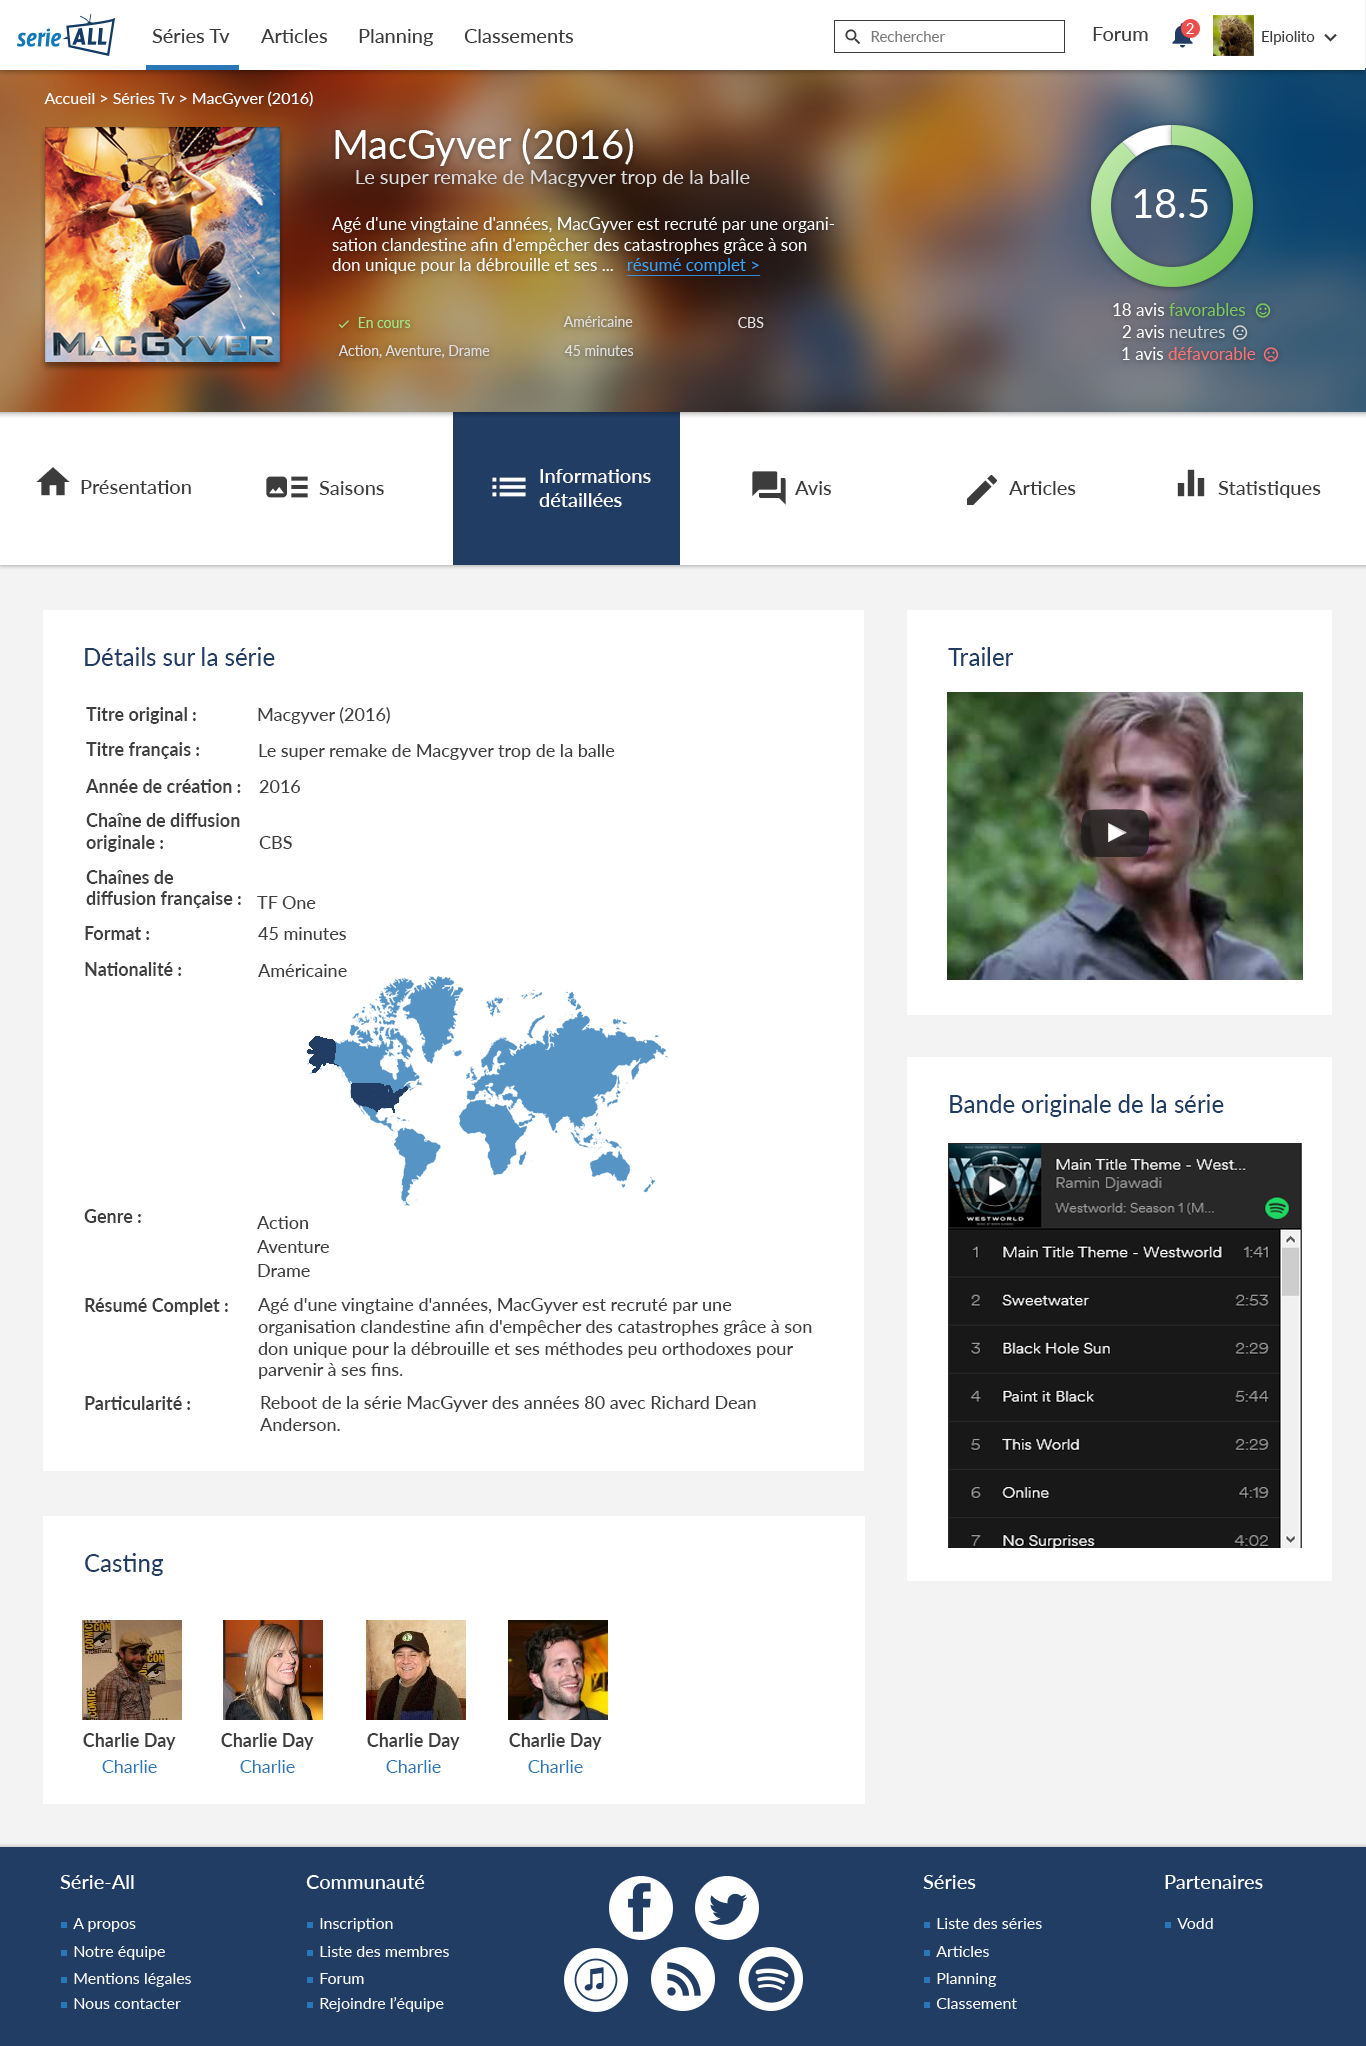 serie-ALL
Séries Tv
Articles
Planning
Classements
Rechercher
Forum
2
Elpiolito
Accueil > Séries Tv > MacGyver (2016)
MACGYVER
MacGyver (2016)
Le super remake de Macgyver trop de la balle
Agé d'une vingtaine d'années, MacGyver est recruté par une organi-
sation clandestine afin d'empêcher des catastrophes grâce à son
don unique pour la débrouille et ses ... résumé complet >
En cours
Américaine
CBS
Action, Aventure, Drame
45 minutes
18.5
18 avis favorables
2 avis neutres
1 avis défavorable
Présentation
Saisons
Informations
détaillées
Avis
Articles
Statistiques
Détails sur la série
Titre original : Macgyver (2016)
Titre français : Le super remake de Macgyver trop de la balle
Année de création : 2016
Chaîne de diffusion
originale : CBS
Chaînes de
diffusion française : TF One
Format : 45 minutes
Nationalité : Américaine
Genre : Action
Aventure
Drame
Résumé Complet : Agé d'une vingtaine d'années, MacGyver est recruté par une
organisation clandestine afin d'empêcher des catastrophes grâce à son
don unique pour la débrouille et ses méthodes peu orthodoxes pour
parvenir à ses fins.
Particularité : Reboot de la série MacGyver des années 80 avec Richard Dean
Anderson.
Trailer
Bande originale de la série
WESTWORLD
Main Title Theme - West...
Ramin Djawadi
Westworld: Season 1 (M...
1 Main Title Theme - Westworld 1:41
2 Sweetwater 2:53
3 Black Hole Sun 2:29
4 Paint it Black 5:44
5 This World 2:29
6 Online 4:19
7 No Surprises 4:02
Casting
COMIC CON
Charlie Day
Charlie
Charlie Day
Charlie
Charlie Day
Charlie
Charlie Day
Charlie
Série-All
A propos
Notre équipe
Mentions légales
Nous contacter
Communauté
Inscription
Liste des membres
Forum
Rejoindre l'équipe
Séries
Liste des séries
Articles
Planning
Classement
Partenaires
Vodd